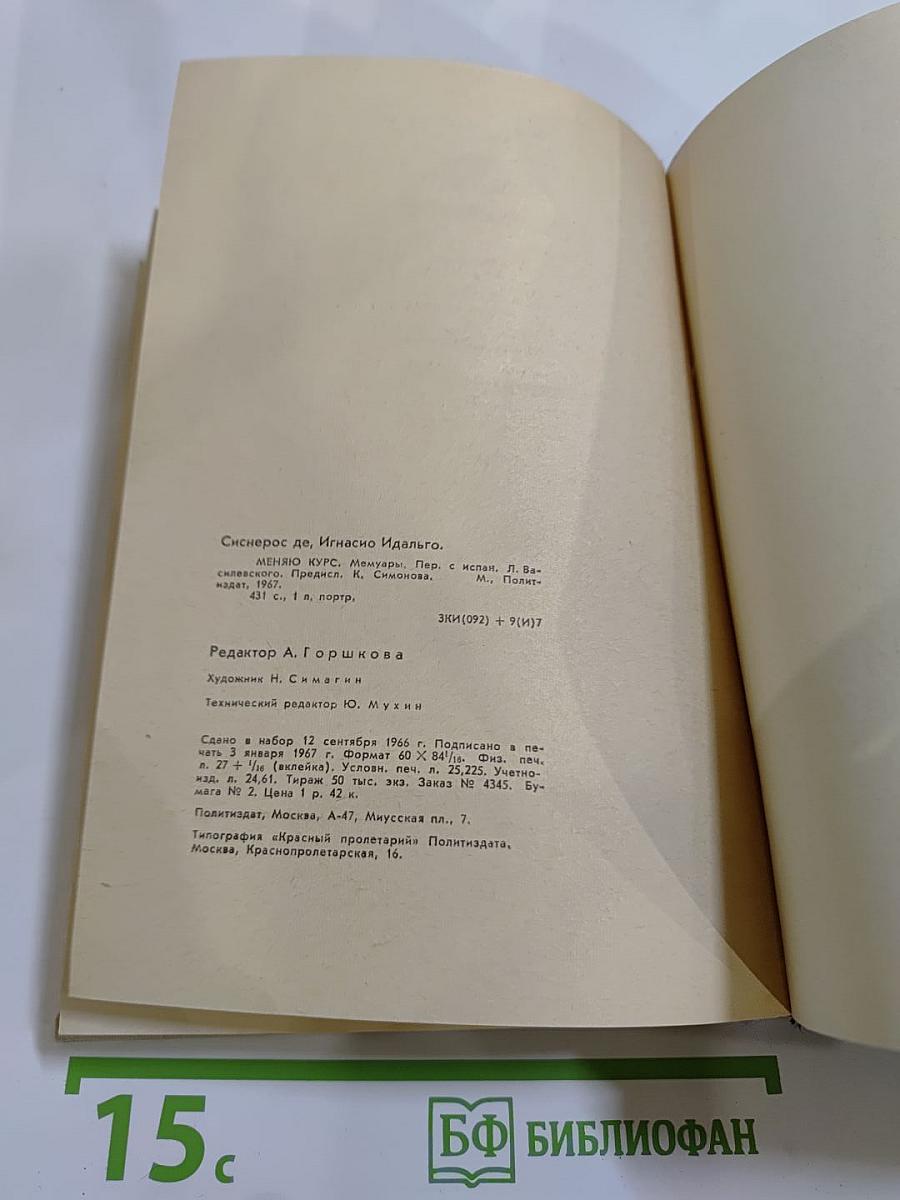 Сиснерос де, Игнасио Идальго.
МЕНЯЮ КУРС. Мемуары. Пер. с испан. Л. Ва-
силевского. Предисл. К. Симонова. М., Полит-
издат, 1967.
431 с., 1 л. портр.
3КИ(092) + 9(И)7
Редактор А. Горшкова
Художник Н. Симагин
Технический редактор Ю. Мухин
Сдано в набор 12 сентября 1966 г. Подписано в пе-
чать 3 января 1967 г. Формат 60 × 84¹/₁₆. Физ. печ.
л. 27 + ¹/₁₆ (вклейка). Условн. печ. л. 25,225. Учетно-
изд. л. 24,61. Тираж 50 тыс. экз. Заказ № 4345. Бу-
мага № 2. Цена 1 р. 42 к.
Политиздат, Москва, А-47, Миусская пл., 7.
Типография «Красный пролетарий» Политиздата.
Москва, Краснопролетарская, 16.
15 с
БФ БИБЛИОФАН